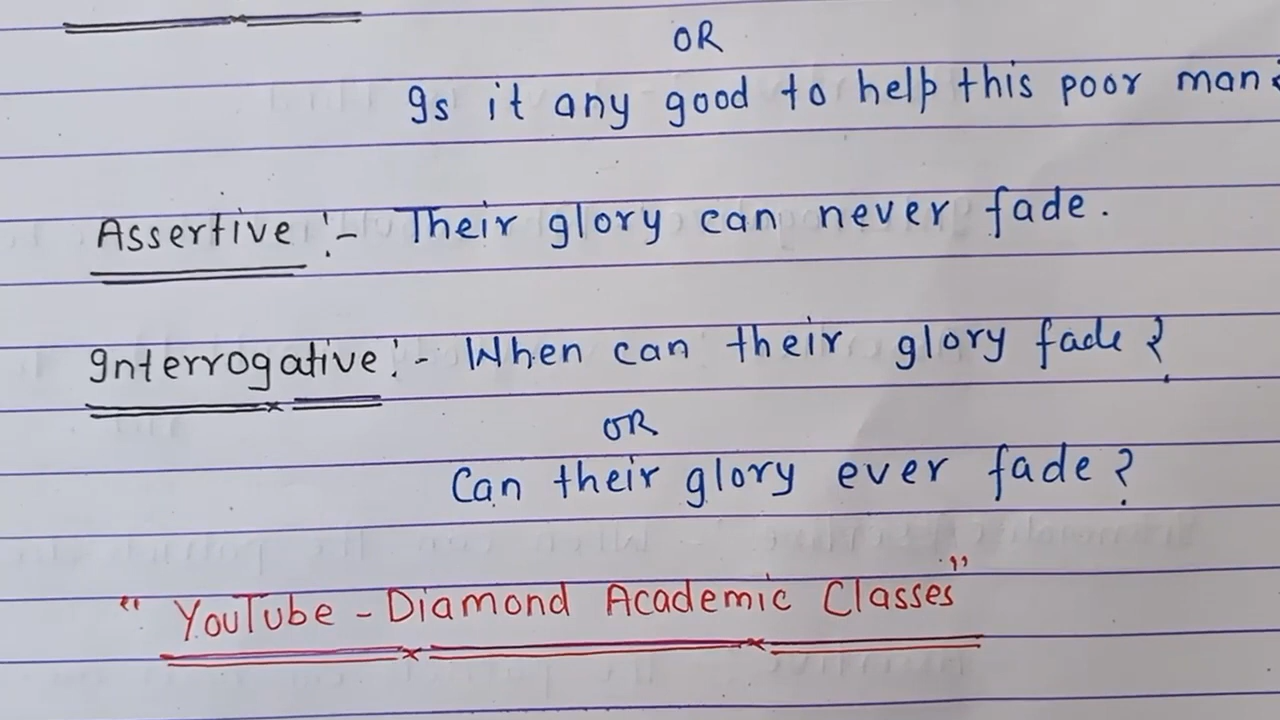 OR
Is it any good to help this poor man?
Assertive :- Their glory can never fade.
Interrogative :- When can their glory fade?
OR
Can their glory ever fade?
" YouTube - Diamond Academic Classes"